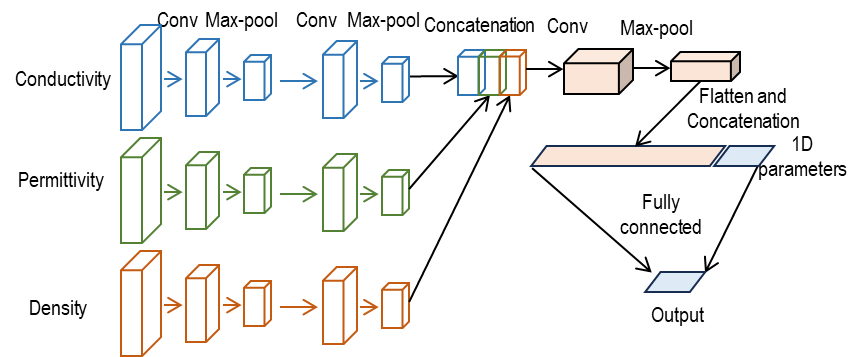 Conv Max-pool Conv Max-pool Concatenation Conv Max-pool
Conductivity
Flatten and
Concatenation
1D
parameters
Permittivity
Fully
connected
Density
Output